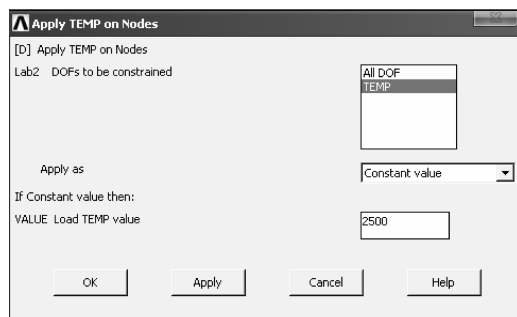 Apply TEMP on Nodes
[D] Apply TEMP on Nodes
Lab2 DOFs to be constrained
All DOF
TEMP
Apply as
Constant value
If Constant value then:
VALUE Load TEMP value
2500
OK Apply Cancel Help